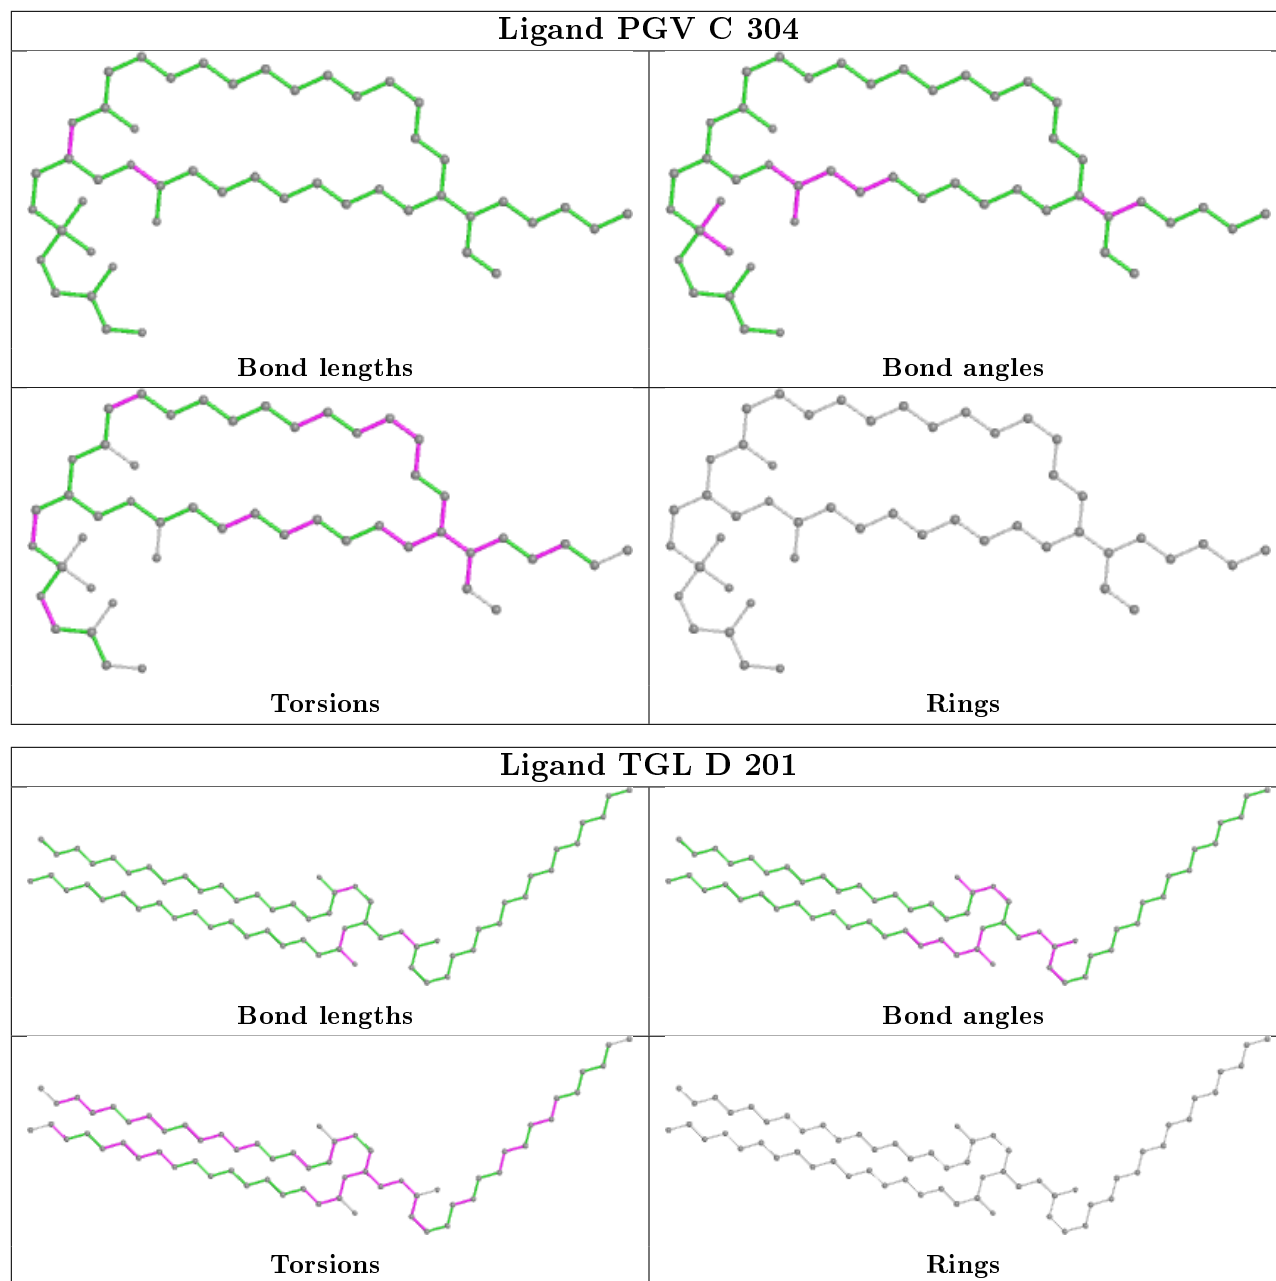 Ligand PGV C 304
Bond lengths
Bond angles
Torsions
Rings
Ligand TGL D 201
Bond lengths
Bond angles
Torsions
Rings